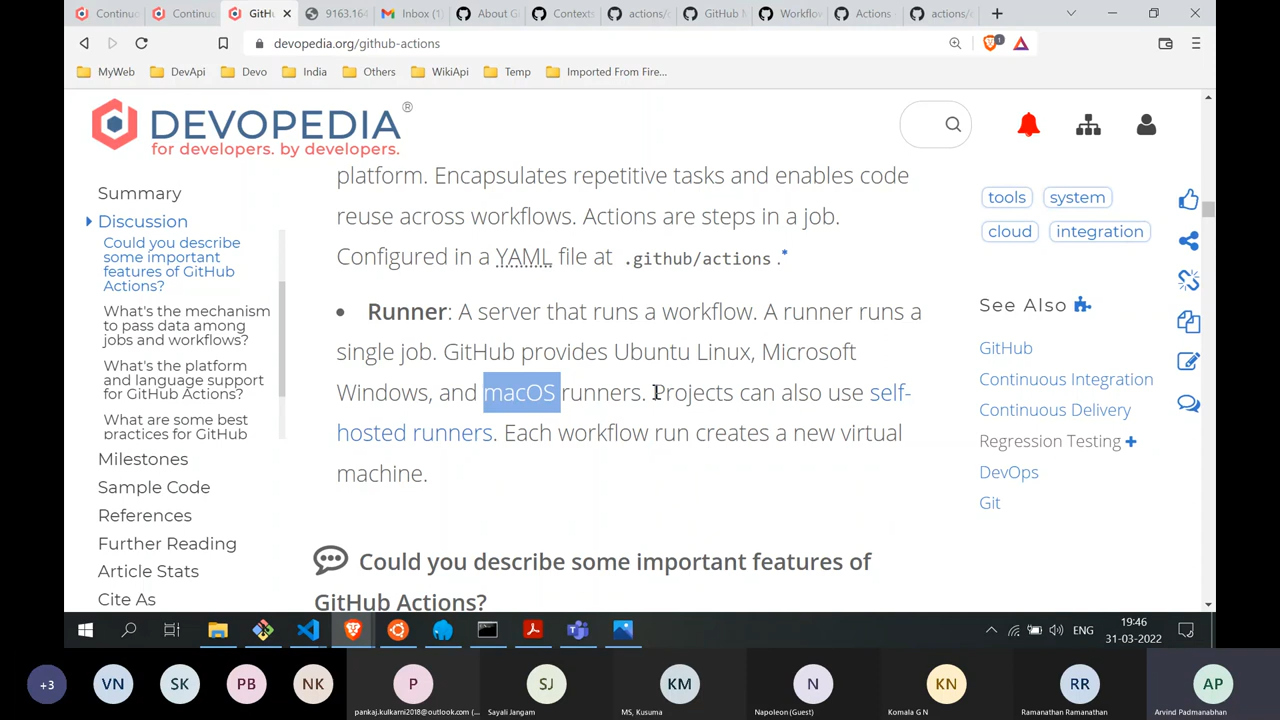 Continuc
Continuc
GitHu
9163.164
Inbox (1)
About Gi
Contexts
actions/c
GitHub M
Workflow
Actions
actions/c
devopedia.org/github-actions
1
MyWeb
DevApi
Devo
India
Others
WikiApi
Temp
Imported From Fire...
DEVOPEDIA®
for developers. by developers.
Summary
Discussion
Could you describe
some important
features of GitHub
Actions?
What's the mechanism
to pass data among
jobs and workflows?
What's the platform
and language support
for GitHub Actions?
What are some best
practices for GitHub
Milestones
Sample Code
References
Further Reading
Article Stats
Cite As
platform. Encapsulates repetitive tasks and enables code
reuse across workflows. Actions are steps in a job.
Configured in a YAML file at .github/actions .*
• Runner: A server that runs a workflow. A runner runs a
single job. GitHub provides Ubuntu Linux, Microsoft
Windows, and macOS runners. Projects can also use self-
hosted runners. Each workflow run creates a new virtual
machine.
Could you describe some important features of
GitHub Actions?
tools
system
cloud
integration
See Also
GitHub
Continuous Integration
Continuous Delivery
Regression Testing
DevOps
Git
ENG
19:46
31-03-2022
+3
VN
SK
PB
NK
P
pankaj.kulkarni2018@outlook.com (...
SJ
Sayali Jangam
KM
MS, Kusuma
N
Napoleon (Guest)
KN
Komala G N
RR
Ramanathan Ramanathan
AP
Arvind Padmanabhan